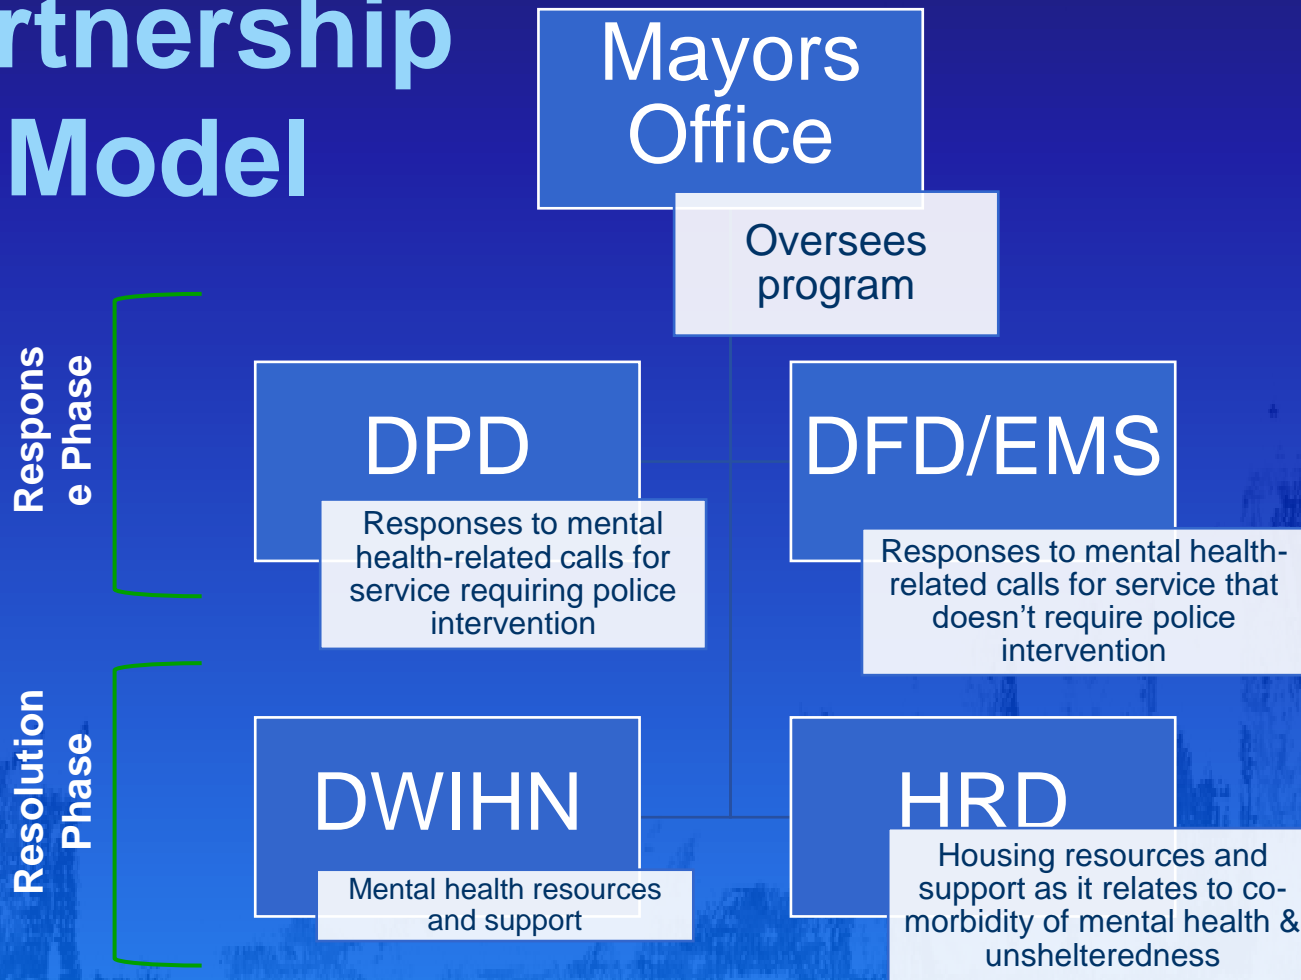 rtnership
Model
Mayors
Office
Oversees
program
Respons
e Phase
DPD
Responses to mental
health-related calls for
service requiring police
intervention
DFD/EMS
Responses to mental health-
related calls for service that
doesn’t require police
intervention
Resolution
Phase
DWIHN
Mental health resources
and support
HRD
Housing resources and
support as it relates to co-
morbidity of mental health &
unshelteredness